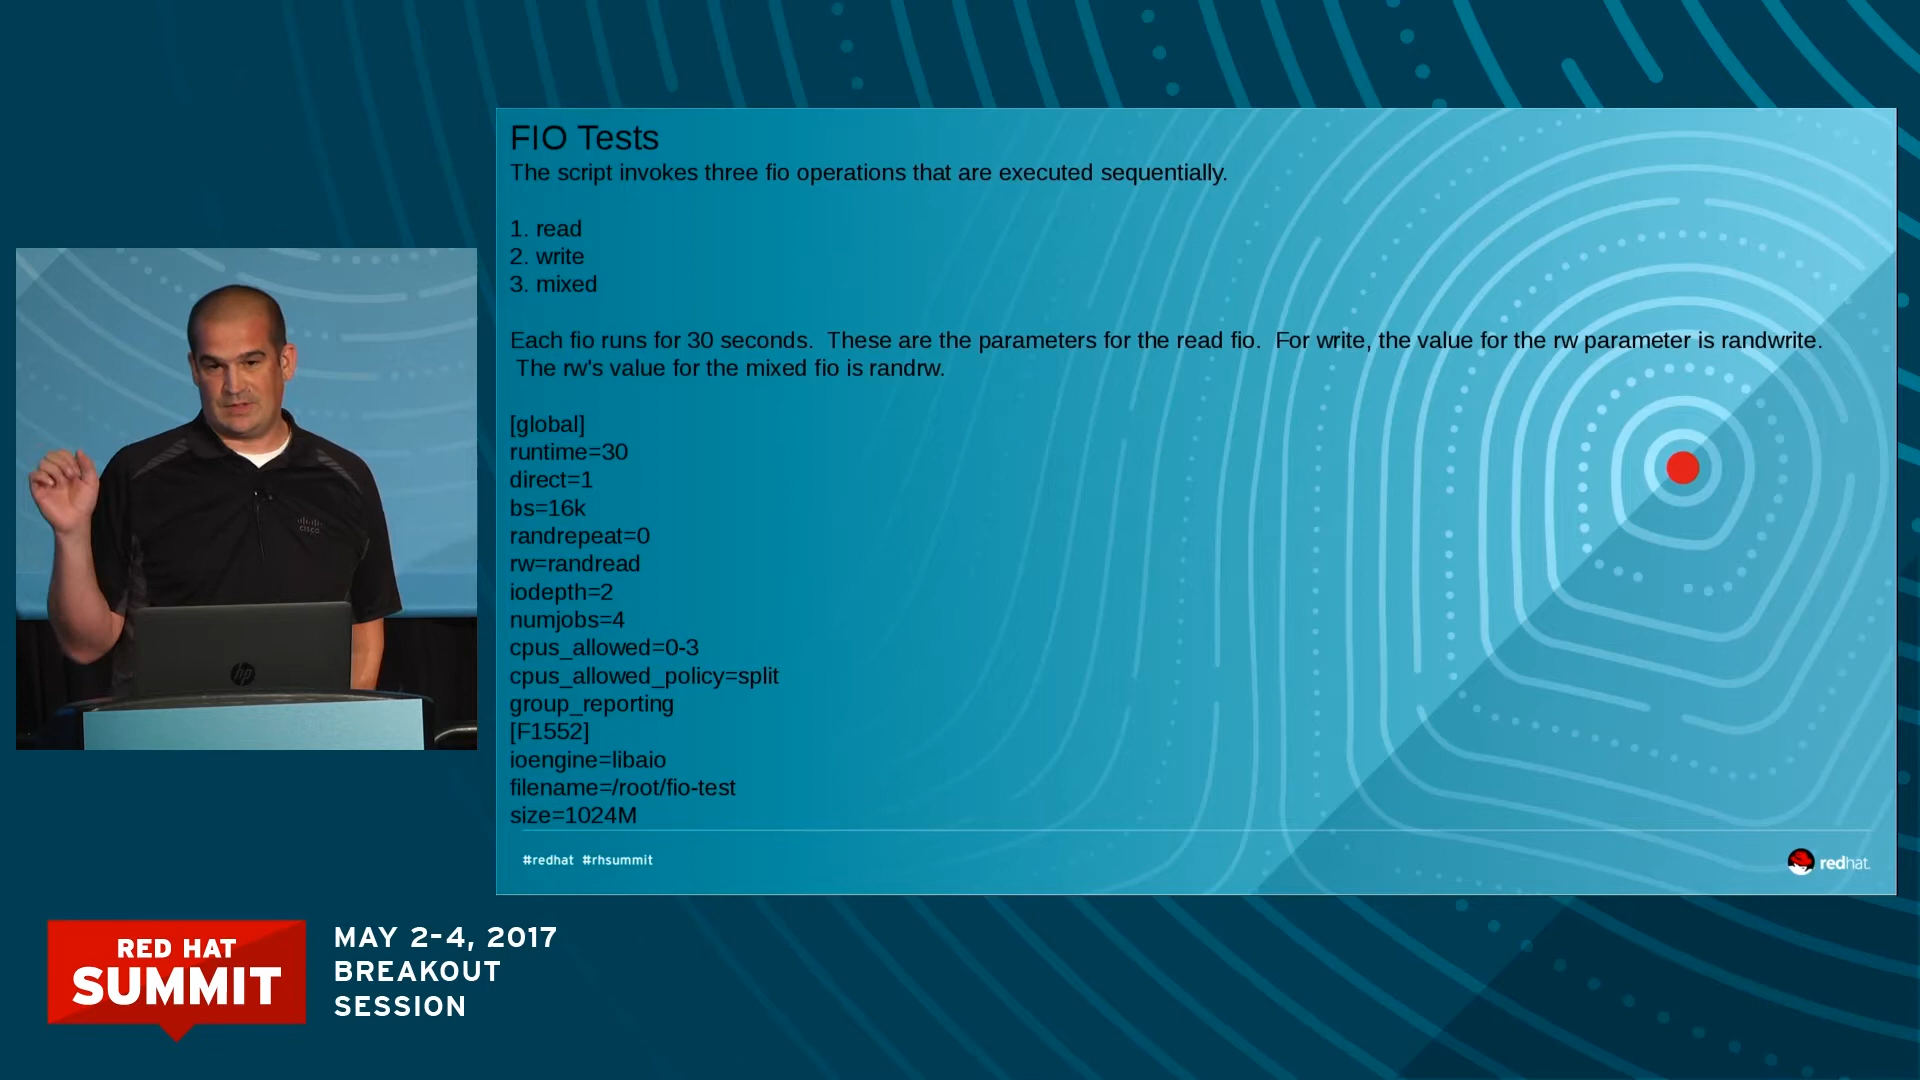 FIO Tests
The script invokes three fio operations that are executed sequentially.
1. read
2. write
3. mixed
Each fio runs for 30 seconds.  These are the parameters for the read fio.  For write, the value for the rw parameter is randwrite.
The rw's value for the mixed fio is randrw.
[global]
runtime=30
direct=1
bs=16k
randrepeat=0
rw=randread
iodepth=2
numjobs=4
cpus_allowed=0-3
cpus_allowed_policy=split
group_reporting
[F1552]
ioengine=libaio
filename=/root/fio-test
size=1024M
#redhat #rhsummit
redhat.
cisco
hp
RED HAT
SUMMIT
MAY 2-4, 2017
BREAKOUT
SESSION